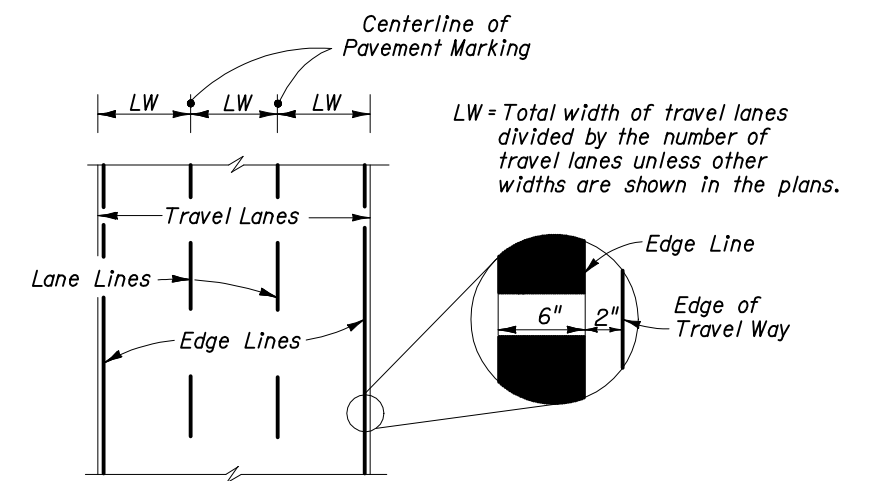 Centerline of
Pavement Marking
LW
LW
LW
LW = Total width of travel lanes
divided by the number of
travel lanes unless other
widths are shown in the plans.
Travel Lanes
Edge Line
Lane Lines
6"
2"
Edge of
Travel Way
Edge Lines